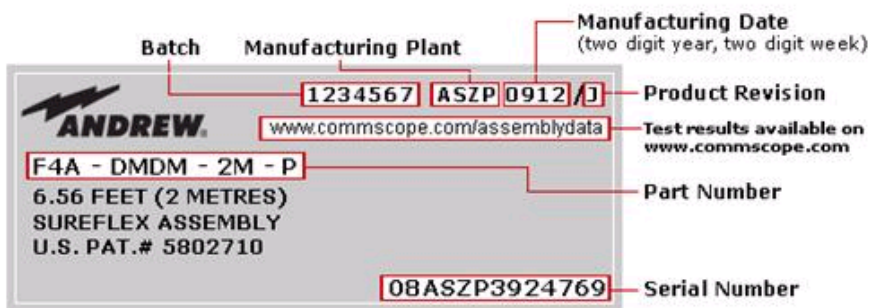 Manufacturing Date
(two digit year, two digit week)
Batch Manufacturing Plant
1234567 ASZP 0912 /J Product Revision
ANDREW.
www.commscope.com/assemblydata Test results available on
www.commscope.com
F4A - DMDM - 2M - P
6.56 FEET (2 METRES) Part Number
SUREFLEX ASSEMBLY
U.S. PAT.# 5802710
08ASZP3924769 Serial Number